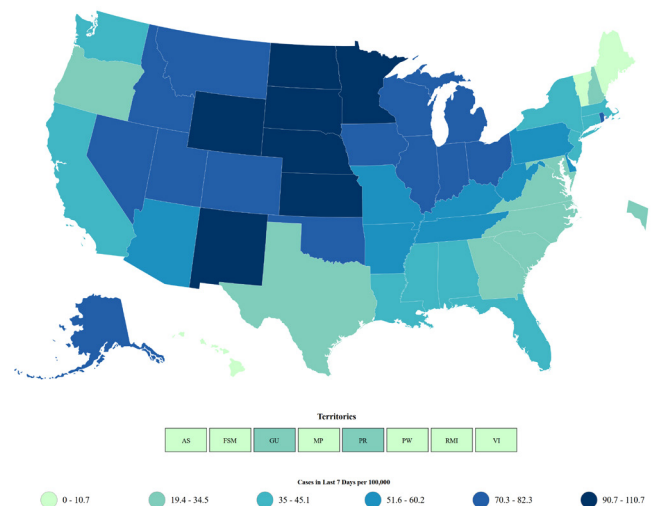 Territories
AS FSM GU MP PR PW RMI VI
Cases in Last 7 Days per 100,000
0 - 10.7 19.4 - 34.5 35 - 45.1 51.6 - 60.2 70.3 - 82.3 90.7 - 110.7